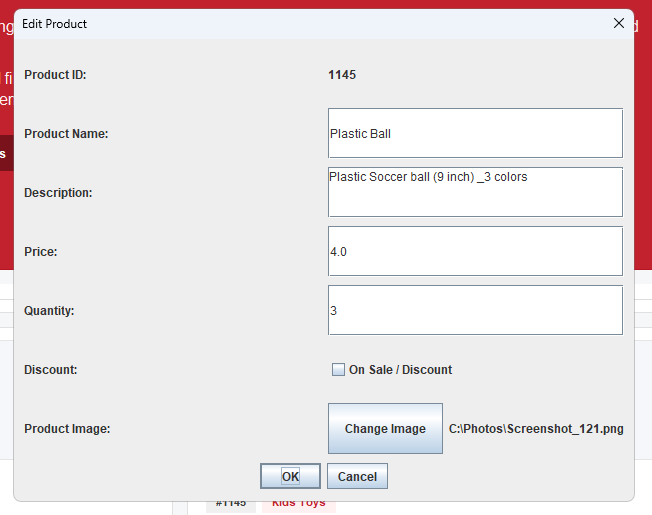 Edit Product
Product ID: 1145
Product Name: Plastic Ball
Description: Plastic Soccer ball (9 inch) _3 colors
Price: 4.0
Quantity: 3
Discount: On Sale / Discount
Product Image: Change Image C:\Photos\Screenshot_121.png
OK Cancel
#1145 Kids Toys